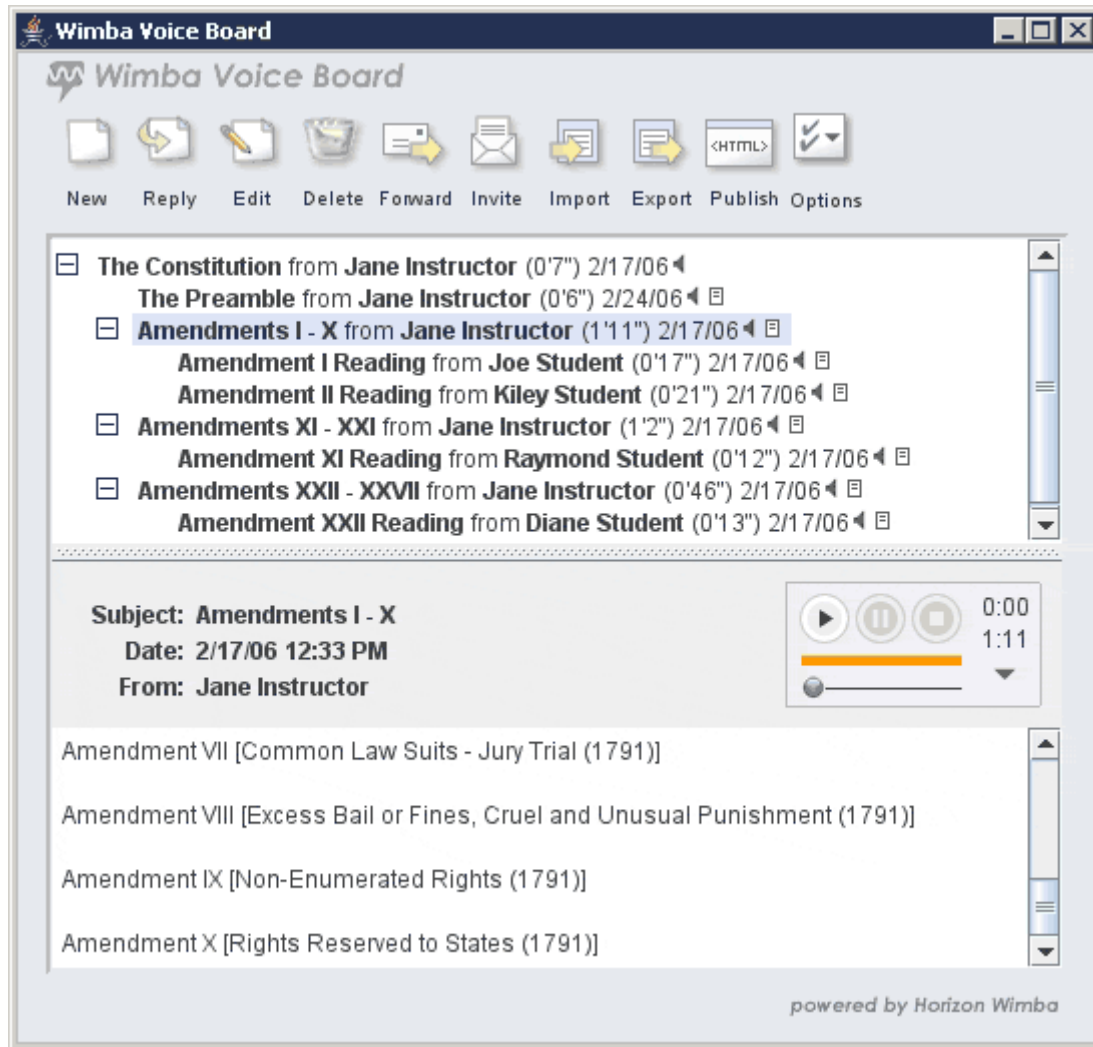 Wimba Voice Board
Wimba Voice Board
<HTML>
New Reply Edit Delete Forward Invite Import Export Publish Options
The Constitution from Jane Instructor (0'7") 2/17/06
The Preamble from Jane Instructor (0'6") 2/24/06
Amendments I - X from Jane Instructor (1'11") 2/17/06
Amendment I Reading from Joe Student (0'17") 2/17/06
Amendment II Reading from Kiley Student (0'21") 2/17/06
Amendments XI - XXI from Jane Instructor (1'2") 2/17/06
Amendment XI Reading from Raymond Student (0'12") 2/17/06
Amendments XXII - XXVII from Jane Instructor (0'46") 2/17/06
Amendment XXII Reading from Diane Student (0'13") 2/17/06
Subject: Amendments I - X
Date: 2/17/06 12:33 PM
From: Jane Instructor
0:00
1:11
Amendment VII [Common Law Suits - Jury Trial (1791)]
Amendment VIII [Excess Bail or Fines, Cruel and Unusual Punishment (1791)]
Amendment IX [Non-Enumerated Rights (1791)]
Amendment X [Rights Reserved to States (1791)]
powered by Horizon Wimba